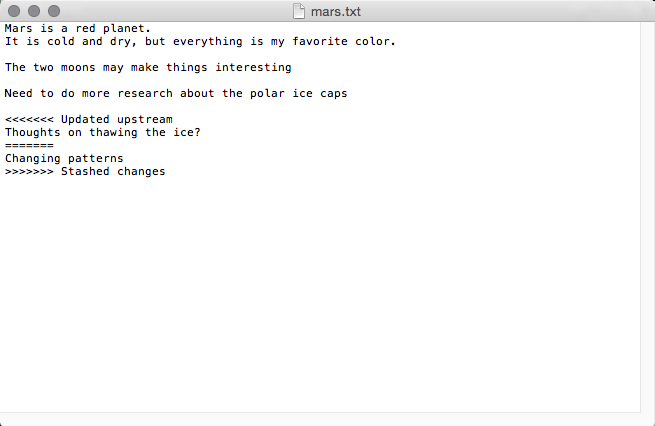 mars.txt
Mars is a red planet.
It is cold and dry, but everything is my favorite color.
The two moons may make things interesting
Need to do more research about the polar ice caps
<<<<<<< Updated upstream
Thoughts on thawing the ice?
=======
Changing patterns
>>>>>>> Stashed changes